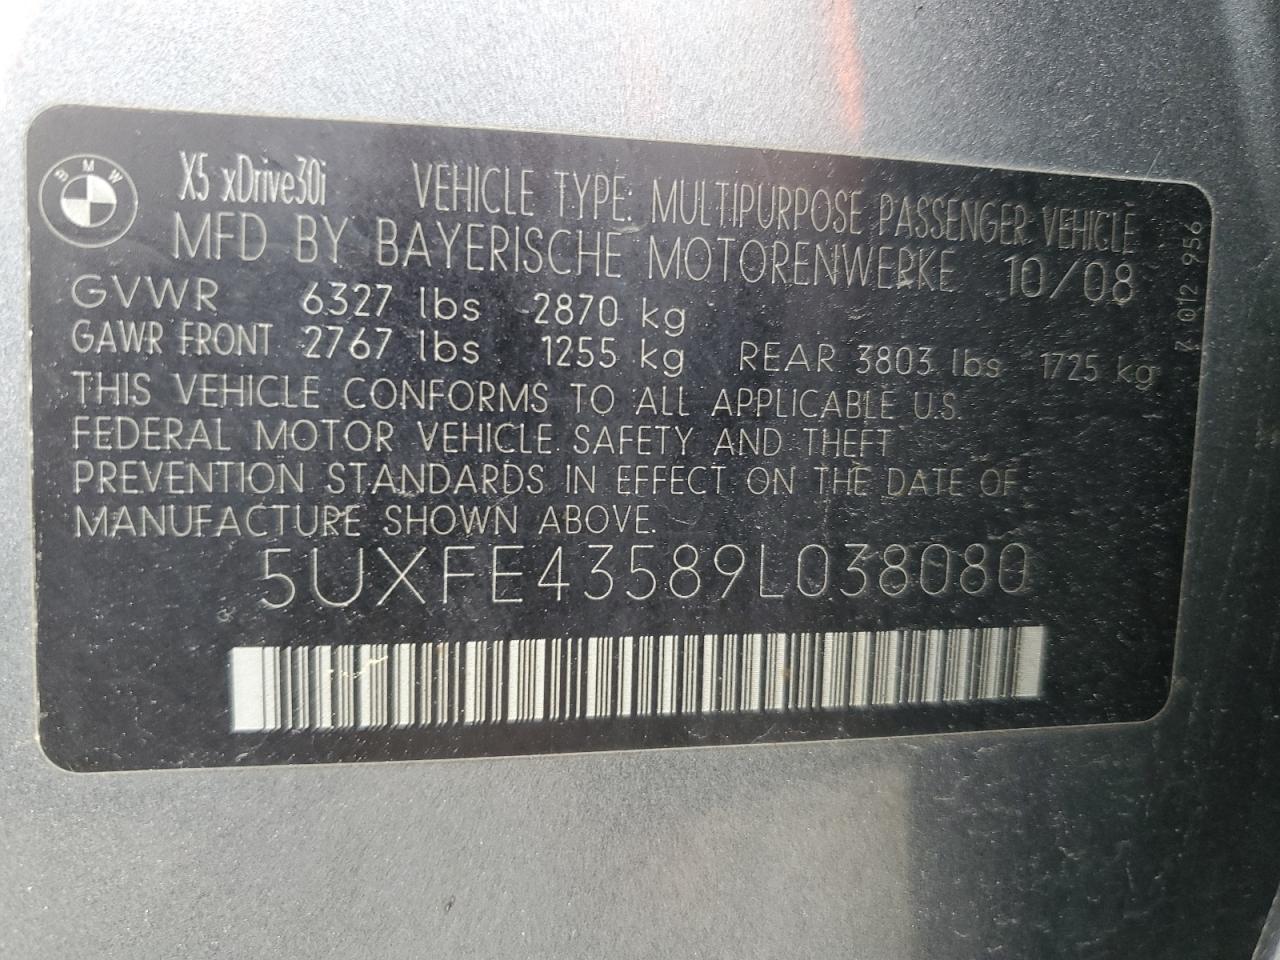 BMW
X5 xDrive30i VEHICLE TYPE: MULTIPURPOSE PASSENGER VEHICLE
MFD BY BAYERISCHE MOTORENWERKE 10/08
GVWR 6327 lbs 2870 kg
GAWR FRONT 2767 lbs 1255 kg REAR 3803 lbs 1725 kg
THIS VEHICLE CONFORMS TO ALL APPLICABLE U.S.
FEDERAL MOTOR VEHICLE SAFETY AND THEFT
PREVENTION STANDARDS IN EFFECT ON THE DATE OF
MANUFACTURE SHOWN ABOVE.
5UXFE43589L038080
K 012 956